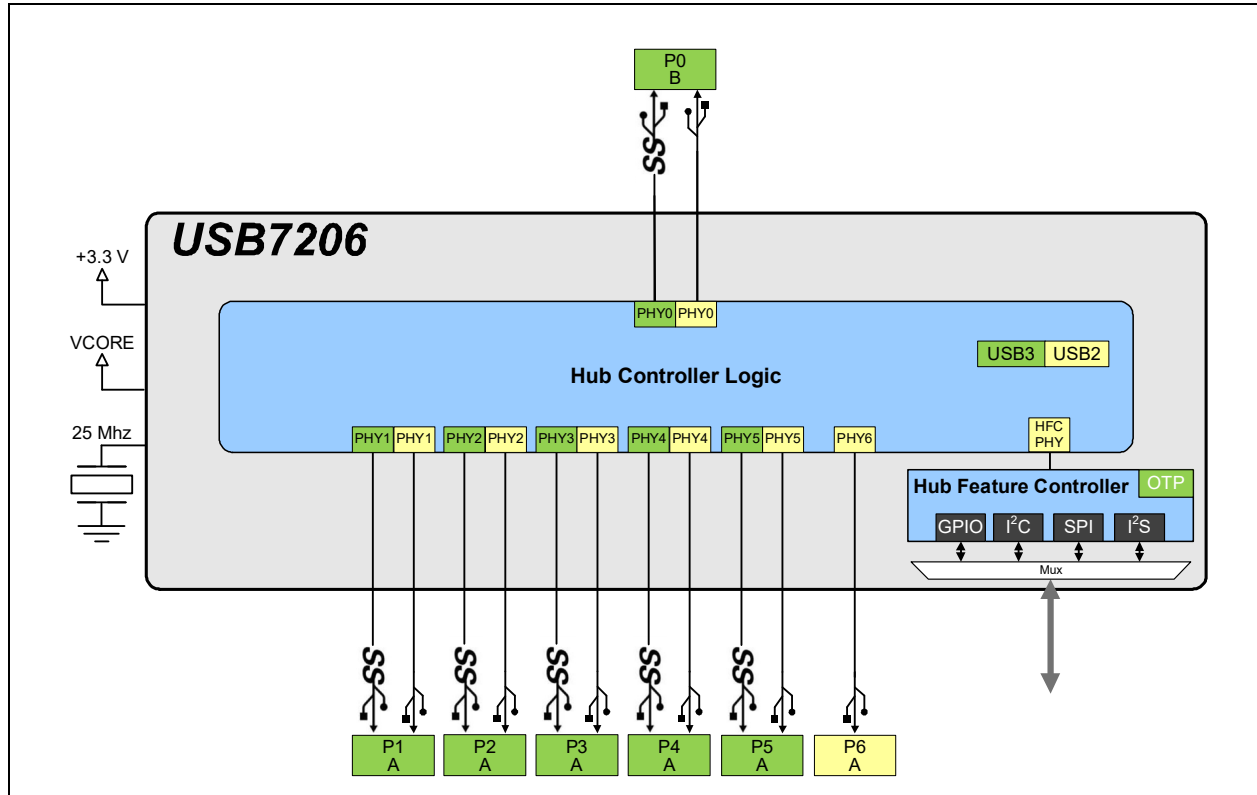 P0
B
SS
USB7206
+3.3 V
VCORE
25 Mhz
PHY0 PHY0
USB3 USB2
Hub Controller Logic
PHY1 PHY1 PHY2 PHY2 PHY3 PHY3 PHY4 PHY4 PHY5 PHY5 PHY6
HFC
PHY
Hub Feature Controller
OTP
GPIO I²C SPI I²S
Mux
SS SS SS SS SS
P1
A
P2
A
P3
A
P4
A
P5
A
P6
A